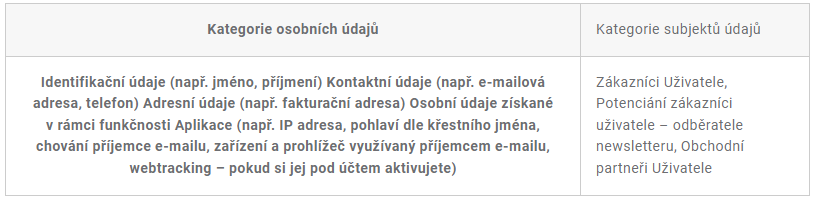 Kategorie osobních údajů
Kategorie subjektů údajů
Identifikační údaje (např. jméno, příjmení) Kontaktní údaje (např. e-mailová
adresa, telefon) Adresní údaje (např. fakturační adresa) Osobní údaje získané
v rámci funkčnosti Aplikace (např. IP adresa, pohlaví dle křestního jména,
chování příjemce e-mailu, zařízení a prohlížeč využívaný příjemcem e-mailu,
webtracking – pokud si jej pod účtem aktivujete)
Zákazníci Uživatele,
Potenciání zákazníci
uživatele – odběratele
newsletteru, Obchodní
partneři Uživatele